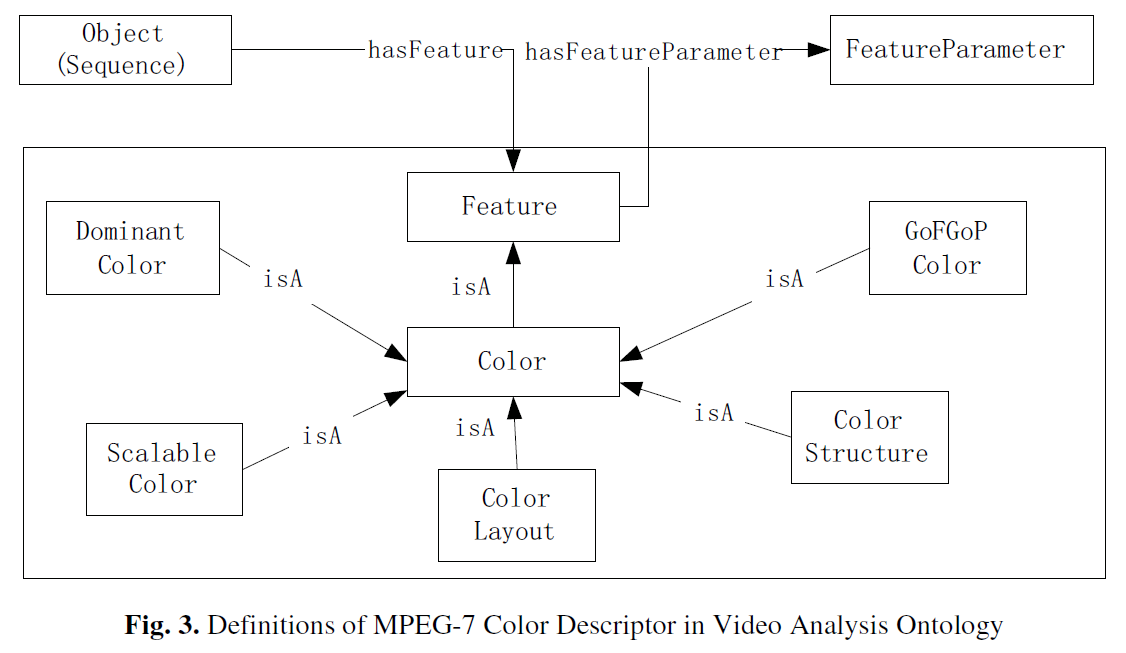 Object
(Sequence)
hasFeature
hasFeatureParameter
FeatureParameter
Feature
Dominant
Color
isA
isA
isA
GoFGoP
Color
Color
Scalable
Color
isA
isA
isA
Color
Structure
Color
Layout
Fig. 3. Definitions of MPEG-7 Color Descriptor in Video Analysis Ontology